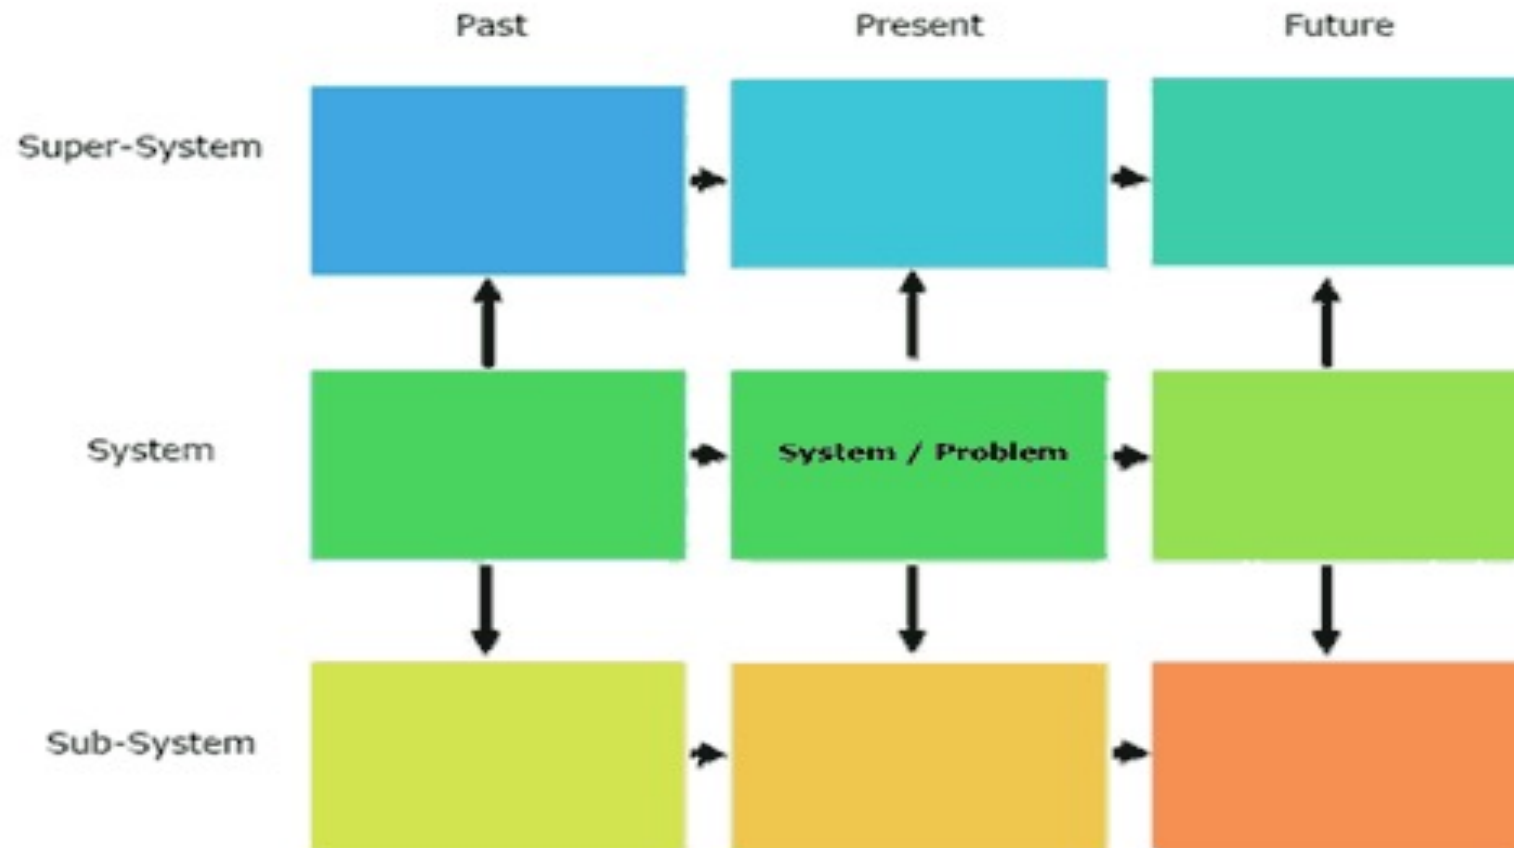 Past Present Future
Super-System
System
System / Problem
Sub-System